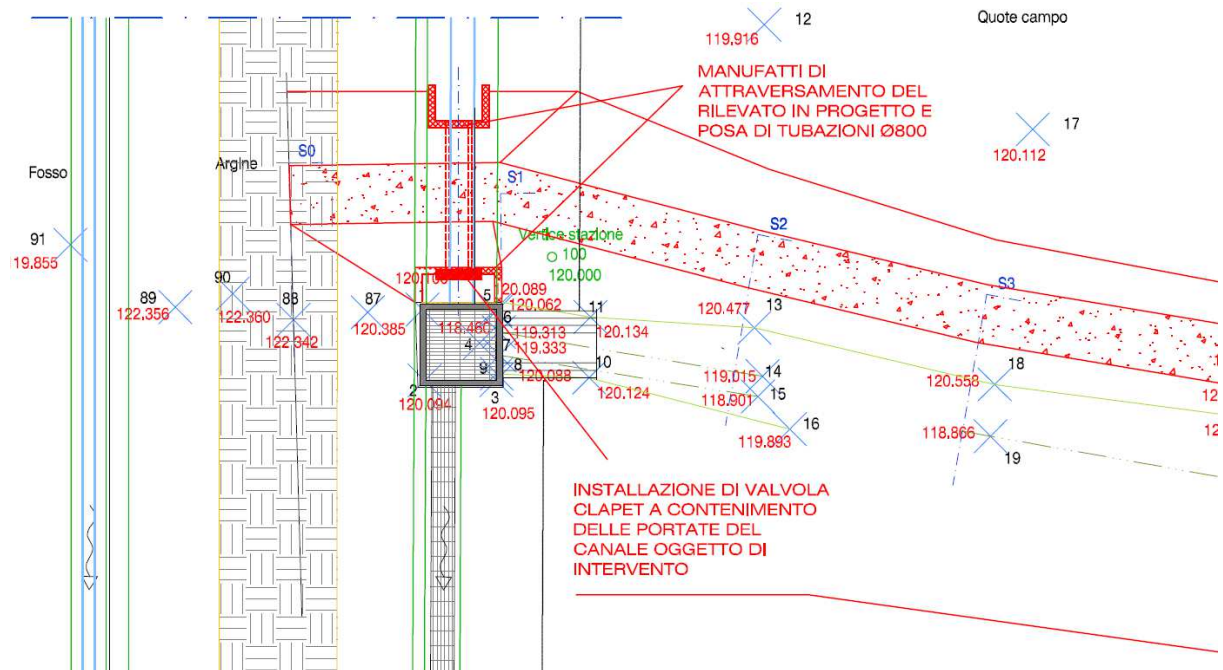 Quote campo
12
119.916
MANUFATTI DI
ATTRAVERSAMENTO DEL
RILEVATO IN PROGETTO E
POSA DI TUBAZIONI Ø800
17
120.112
Fosso
Argine
S0
S1
S2
S3
91
19.855
90
89
88
87
122.356
122.360
122.342
120.385
Vertice stazione
100
120.000
5
120.089
120.062
11
6
118.460
119.313
120.134
4
7
119.333
9
8
10
120.088
120.124
2
120.094
3
120.095
120.477
13
119.015
14
118.901
15
119.893
16
120.558
18
118.866
19
12
12
INSTALLAZIONE DI VALVOLA
CLAPET A CONTENIMENTO
DELLE PORTATE DEL
CANALE OGGETTO DI
INTERVENTO